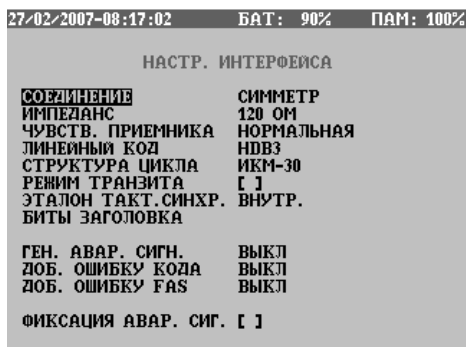 27/02/2007-08:17:02 БАТ: 90% ПАМ: 100%
НАСТР. ИНТЕРФЕЙСА
СОЕДИНЕНИЕ СИММЕТР
ИМПЕДАНС 120 ОМ
ЧУВСТВ. ПРИЕМНИКА НОРМАЛЬНАЯ
ЛИНЕЙНЫЙ КОД HDB3
СТРУКТУРА ЦИКЛА ИКМ-30
РЕЖИМ ТРАНЗИТА [ ]
ЭТАЛОН ТАКТ.СИНХР. ВНУТР.
БИТЫ ЗАГОЛОВКА
ГЕН. АВАР. СИГН. ВЫКЛ
ДОБ. ОШИБКУ КОДА ВЫКЛ
ДОБ. ОШИБКУ FAS ВЫКЛ
ФИКСАЦИЯ АВАР. СИГ. [ ]